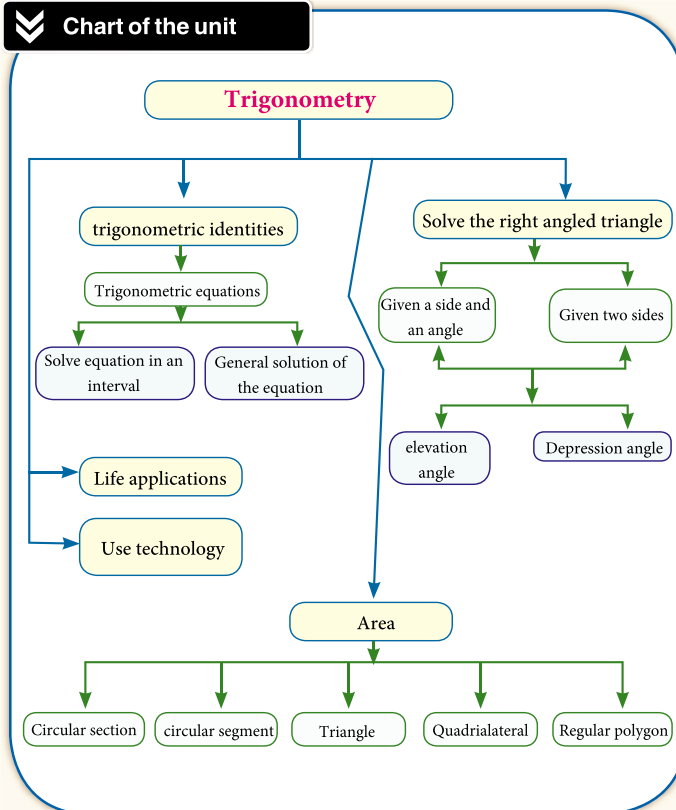 Chart of the unit
Trigonometry
trigonometric identities
Solve the right angled triangle
Trigonometric equations
Given a side and
an angle
Given two sides
Solve equation in an
interval
General solution of
the equation
elevation
angle
Depression angle
Life applications
Use technology
Area
Circular section
circular segment
Triangle
Quadrialateral
Regular polygon